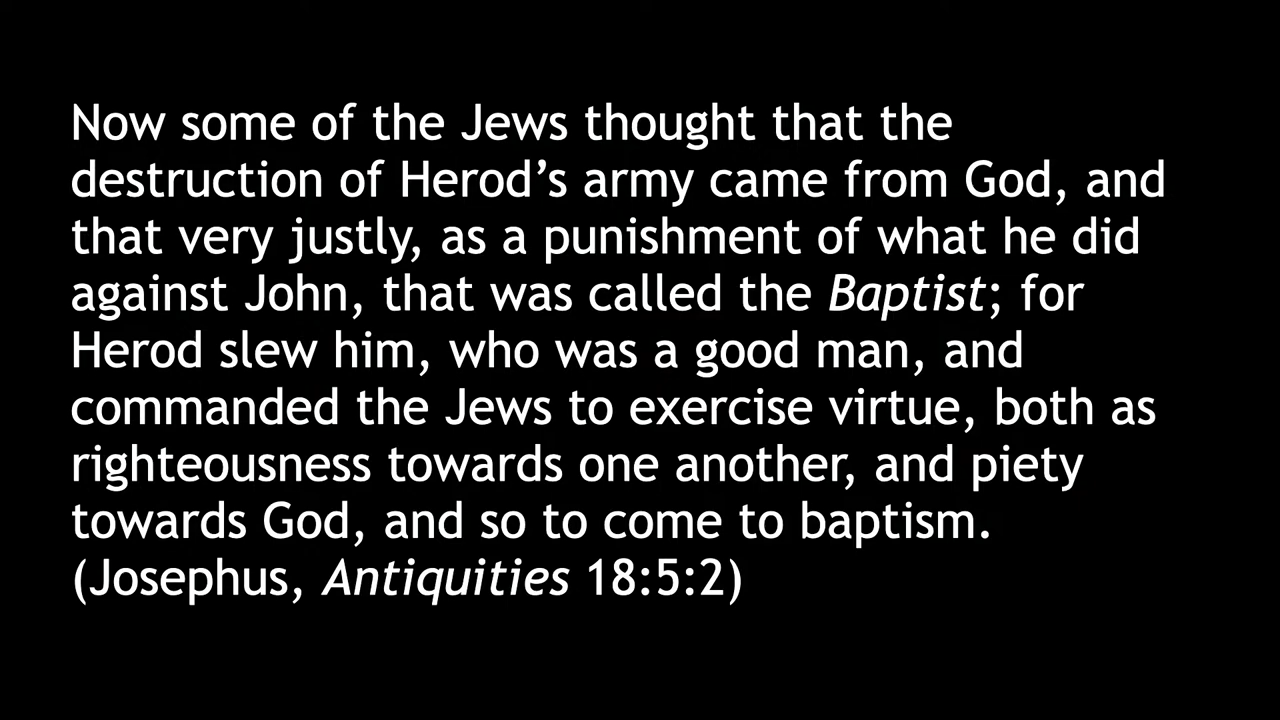 Now some of the Jews thought that the
destruction of Herod’s army came from God, and
that very justly, as a punishment of what he did
against John, that was called the Baptist; for
Herod slew him, who was a good man, and
commanded the Jews to exercise virtue, both as
righteousness towards one another, and piety
towards God, and so to come to baptism.
(Josephus, Antiquities 18:5:2)